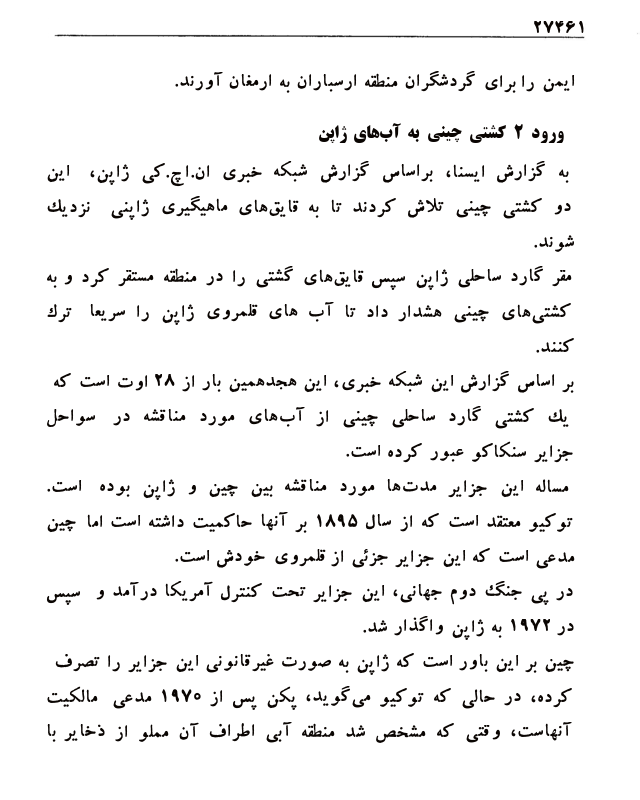 ۲۷۴۶۱
ایمن را برای گردشگران منطقه ارسباران به ارمغان آورند.
ورود ۲ کشتی چینی به آب‌های ژاپن
به گزارش ایسنا، براساس گزارش شبکه خبری ان.اچ.کی ژاپن، این
دو کشتی چینی تلاش کردند تا به قایق‌های ماهیگیری ژاپنی نزدیك
شوند.
مقر گارد ساحلی ژاپن سپس قایق‌های گشتی را در منطقه مستقر کرد و به
کشتی‌های چینی هشدار داد تا آب های قلمروی ژاپن را سریعا ترك
کنند.
بر اساس گزارش این شبکه خبری، این هجدهمین بار از ۲۸ اوت است که
یك کشتی گارد ساحلی چینی از آب‌های مورد مناقشه در سواحل
جزایر سنکاکو عبور کرده است.
مساله این جزایر مدت‌ها مورد مناقشه بین چین و ژاپن بوده است.
توکیو معتقد است که از سال ۱۸۹۵ بر آنها حاکمیت داشته است اما چین
مدعی است که این جزایر جزئی از قلمروی خودش است.
در پی جنگ دوم جهانی، این جزایر تحت کنترل آمریکا درآمد و سپس
در ۱۹۷۲ به ژاپن واگذار شد.
چین بر این باور است که ژاپن به صورت غیرقانونی این جزایر را تصرف
کرده، در حالی که توکیو می‌گوید، پکن پس از ۱۹۷۰ مدعی مالکیت
آنهاست، وقتی که مشخص شد منطقه آبی اطراف آن مملو از ذخایر با